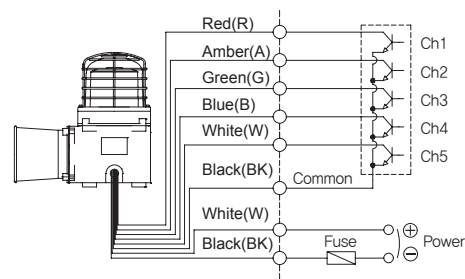 Red(R)
Amber(A)
Green(G)
Blue(B)
White(W)
Black(BK)
Common
White(W)
Black(BK)
Fuse
Ch1
Ch2
Ch3
Ch4
Ch5
+
Power
−